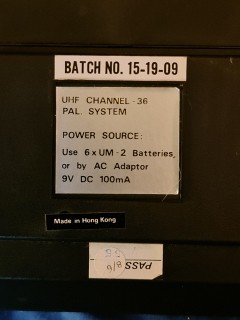 BATCH NO. 15-19-09
UHF CHANNEL - 36
PAL. SYSTEM
POWER SOURCE:
Use 6 x UM - 2 Batteries,
or by AC Adaptor
9V DC 100mA
Made in Hong Kong
PASS